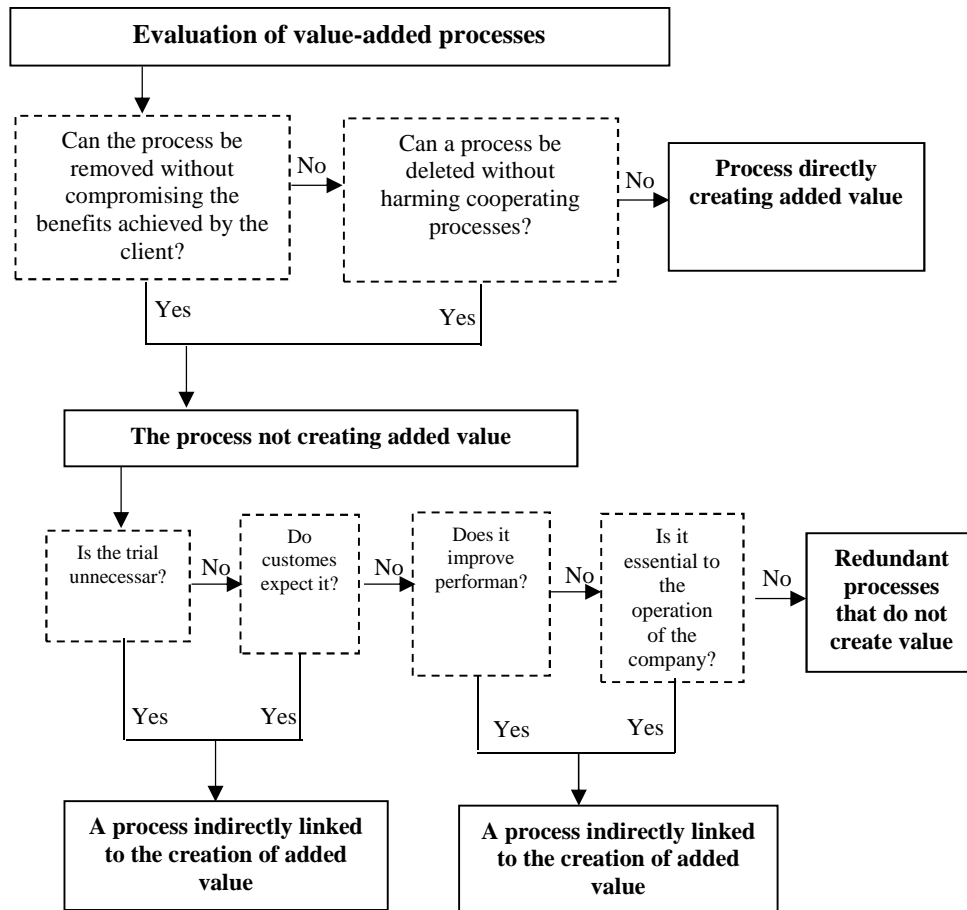 Evaluation of value-added processes
Can the process be
removed without
compromising the
benefits achieved by the
client?
No
Can a process be
deleted without
harming cooperating
processes?
No
Process directly
creating added value
Yes
Yes
The process not creating added value
Is the trial
unnecessar?
No
Do
customes
expect it?
No
Does it
improve
performan?
No
Is it
essential to
the
operation
of the
company?
No
Redundant
processes
that do not
create value
Yes
Yes
Yes
Yes
A process indirectly linked
to the creation of added
value
A process indirectly linked
to the creation of added
value